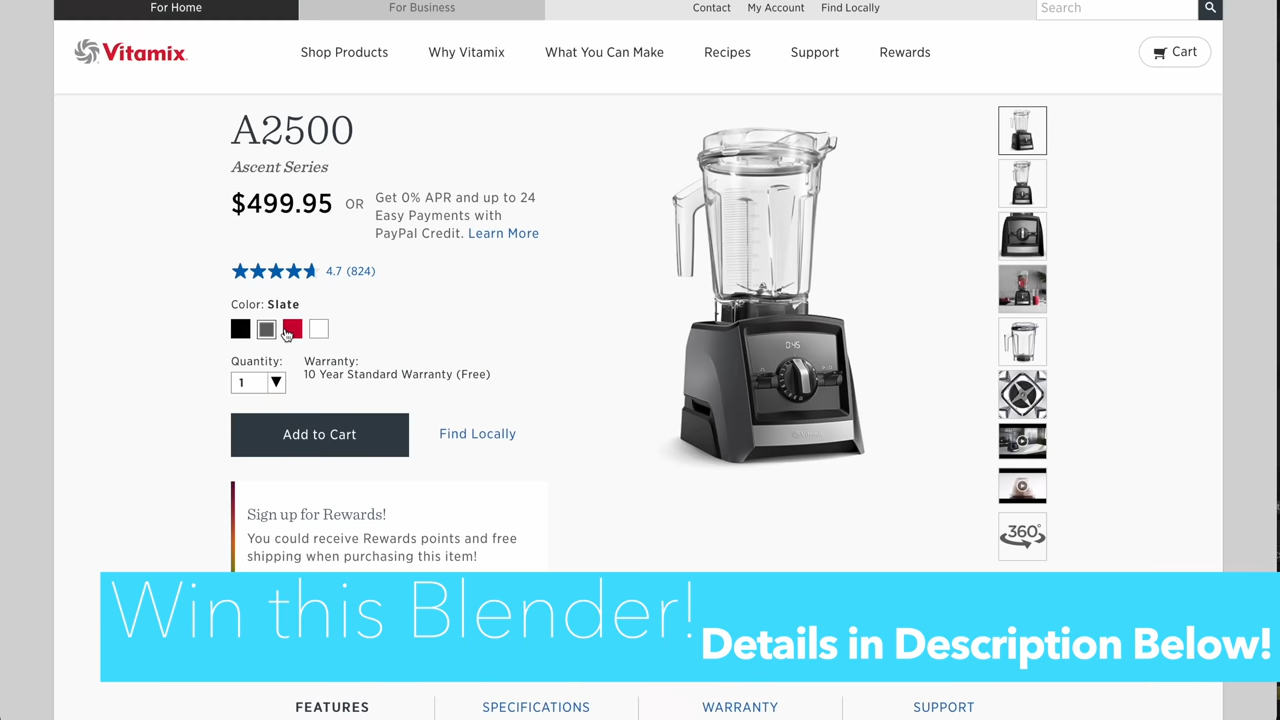 For Home
For Business
Contact
My Account
Find Locally
Search
Vitamix
Shop Products
Why Vitamix
What You Can Make
Recipes
Support
Rewards
Cart
A2500
Ascent Series
$499.95
OR
Get 0% APR and up to 24
Easy Payments with
PayPal Credit. Learn More
4.7 (824)
Color: Slate
Quantity:
1
Warranty:
10 Year Standard Warranty (Free)
Add to Cart
Find Locally
Sign up for Rewards!
You could receive Rewards points and free
shipping when purchasing this item!
0:45
360°
Win this Blender!
Details in Description Below!
FEATURES
SPECIFICATIONS
WARRANTY
SUPPORT